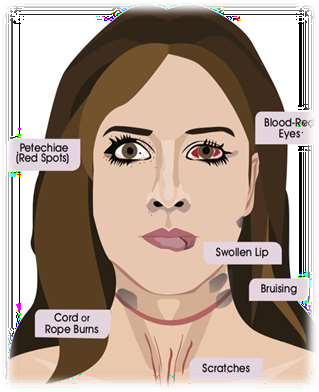 Blood-Red
Eyes
Petechiae
(Red Spots)
Swollen Lip
Bruising
Cord or
Rope Burns
Scratches